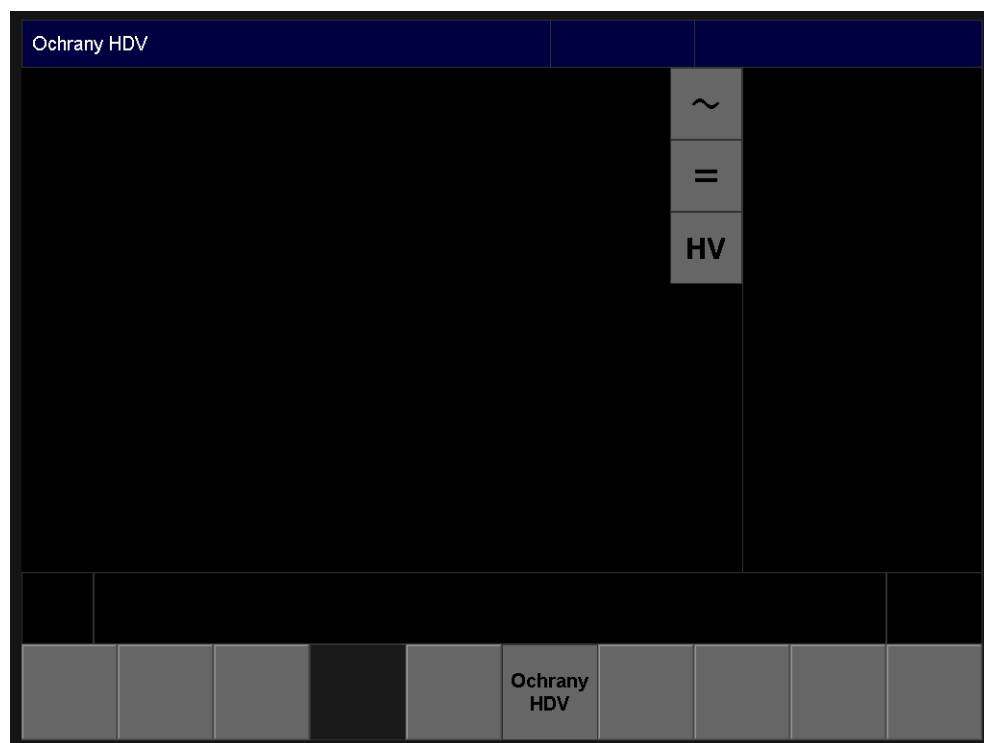 Ochrany HDV
~
=
HV
Ochrany
HDV